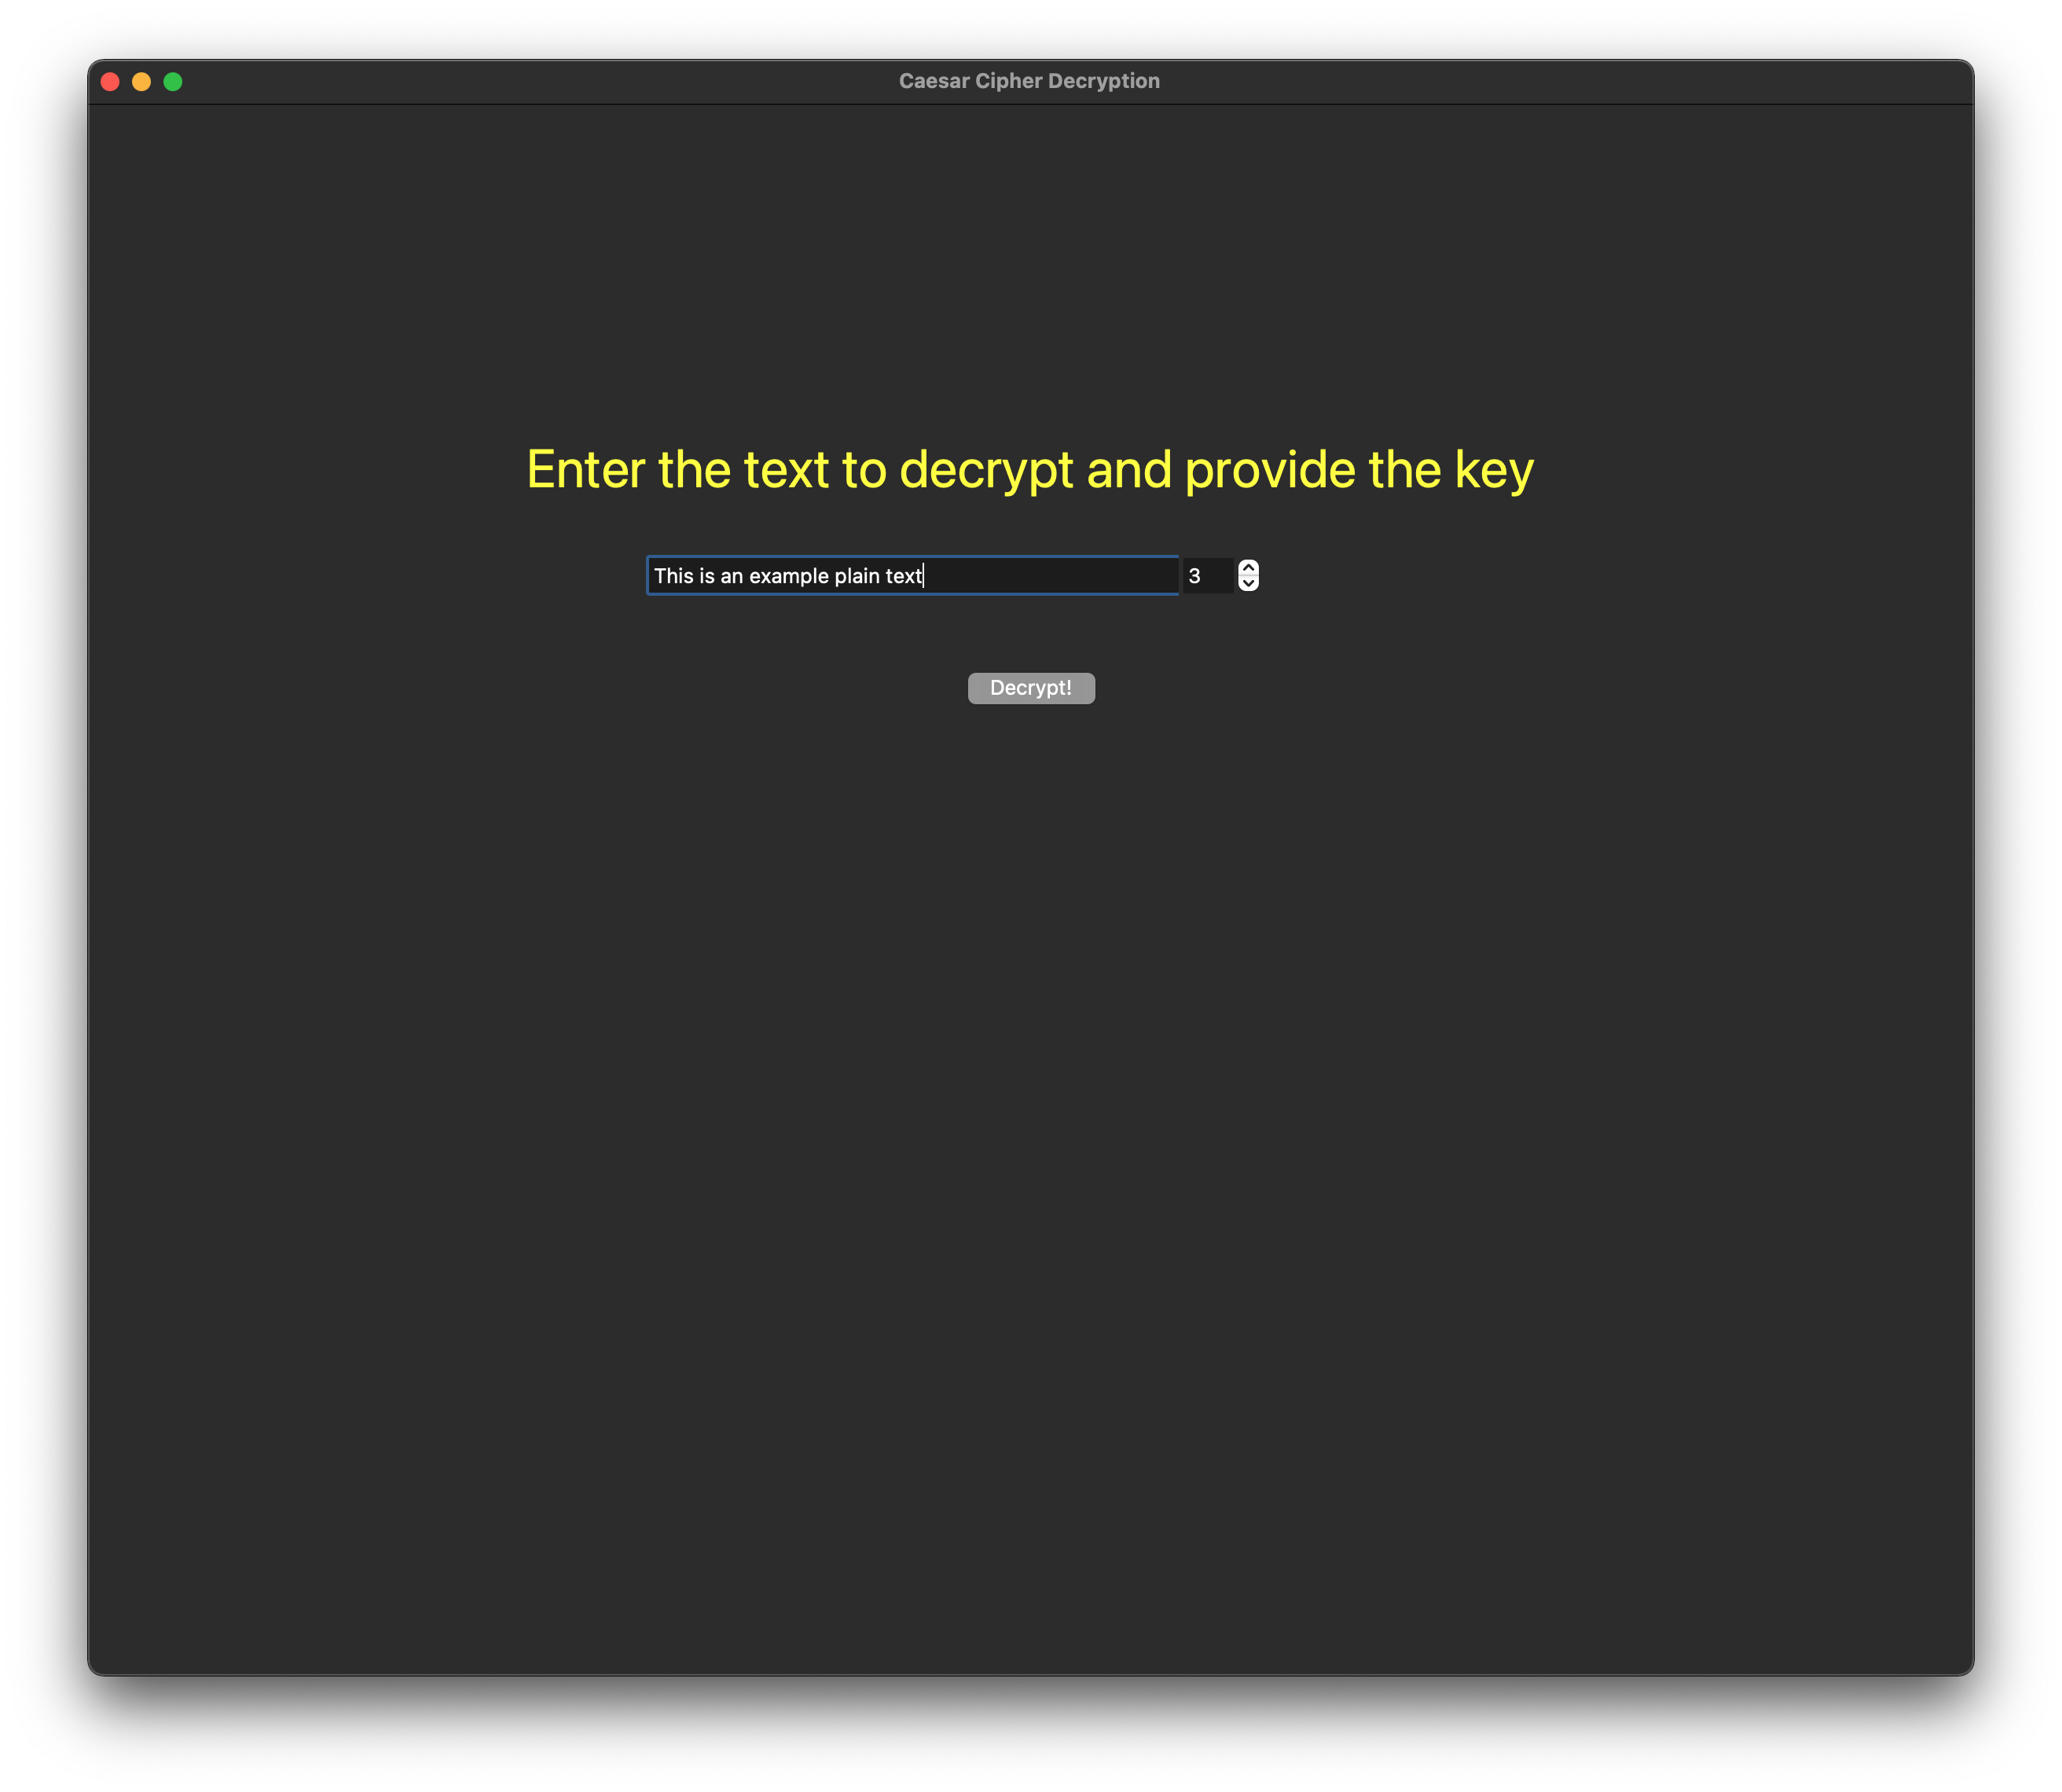 Caesar Cipher Decryption
Enter the text to decrypt and provide the key
This is an example plain text 3
Decrypt!